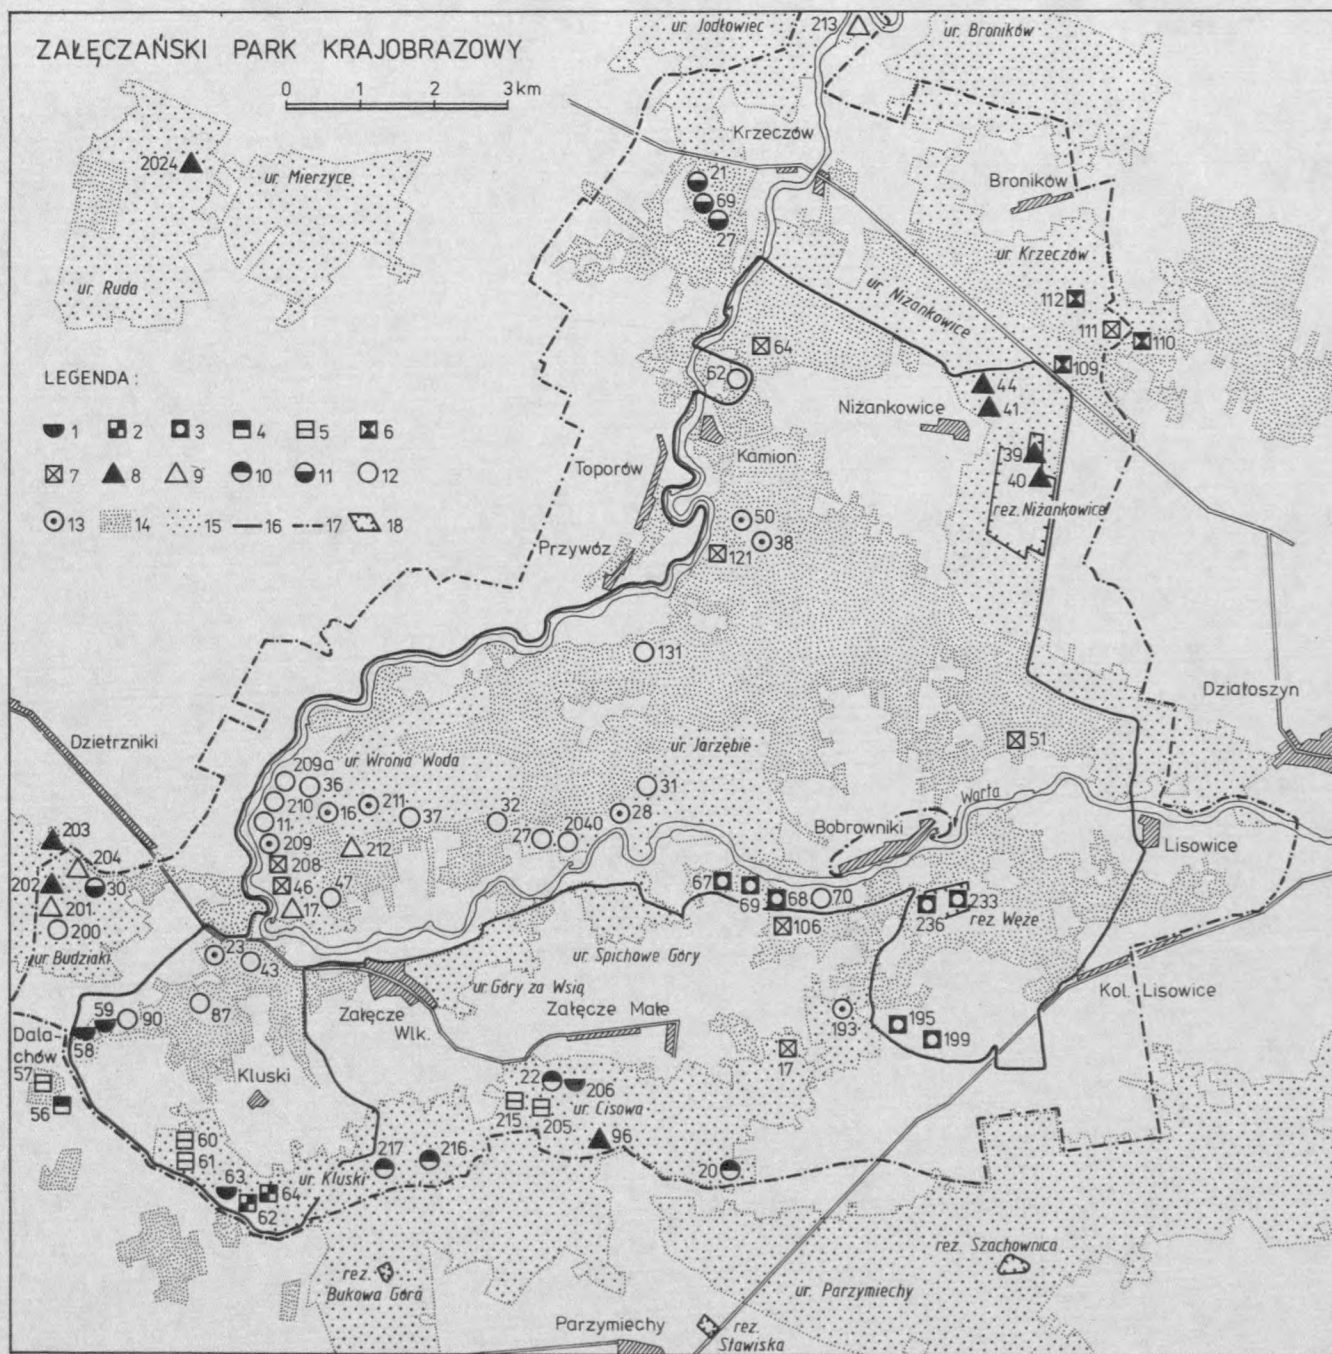 ZAŁĘCZAŃSKI PARK KRAJOBRAZOWY
0 1 2 3 km
ur. Jodłowiec
213
ur. Broników
Krzeczów
2024
ur. Mierzyce
ur. Ruda
21
69
27
Broników
ur. Krzeczów
112
111
110
109
ur. Niżankowice
64
62
44
41
Niżankowice
39
40
rez. Niżankowice
LEGENDA :
1 2 3 4 5 6
7 8 9 10 11 12
13 14 15 16 17 18
Toporów
Kamion
Przywóz
50
38
121
131
Działoszyn
Dzietrzniki
ur. Wronia Woda
ur. Jarzębie
51
209a
36
210
16
211
37
11
209
208
212
46
47
17
32
27
2040
28
31
Warta
Bobrowniki
Lisowice
203
204
202
30
201
200
ur. Budziaki
67
69
68
70
106
236
233
rez. Węże
23
43
ur. Spichowe Góry
ur. Góry za Wsią
Załęcze
Wlk.
Załęcze Małe
Kol. Lisowice
87
90
59
58
193
195
199
17
Dala-
chów
57
56
Kluski
22
206
215
205
ur. Cisowa
96
60
61
217
216
20
63
64
62
ur. Kluski
rez.
Bukowa Góra
rez. Szachownica
ur. Parzymiechy
Parzymiechy
rez.
Stawiska